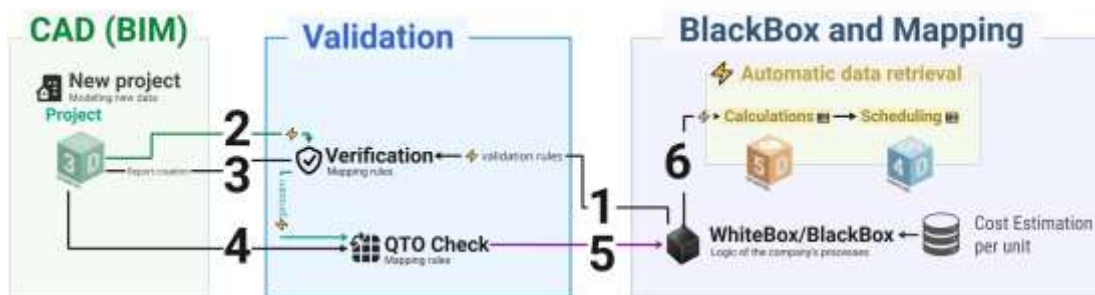 CAD (BIM)
New project
Modeling new data
Project
3D
2
3
Report creation
4
Validation
Verification
Mapping rules
validation rules
proven
QTO Check
Mapping rules
1
5
BlackBox and Mapping
Automatic data retrieval
6
Calculations
Scheduling
5D
4D
WhiteBox/BlackBox
Logic of the company's processes
Cost Estimation
per unit